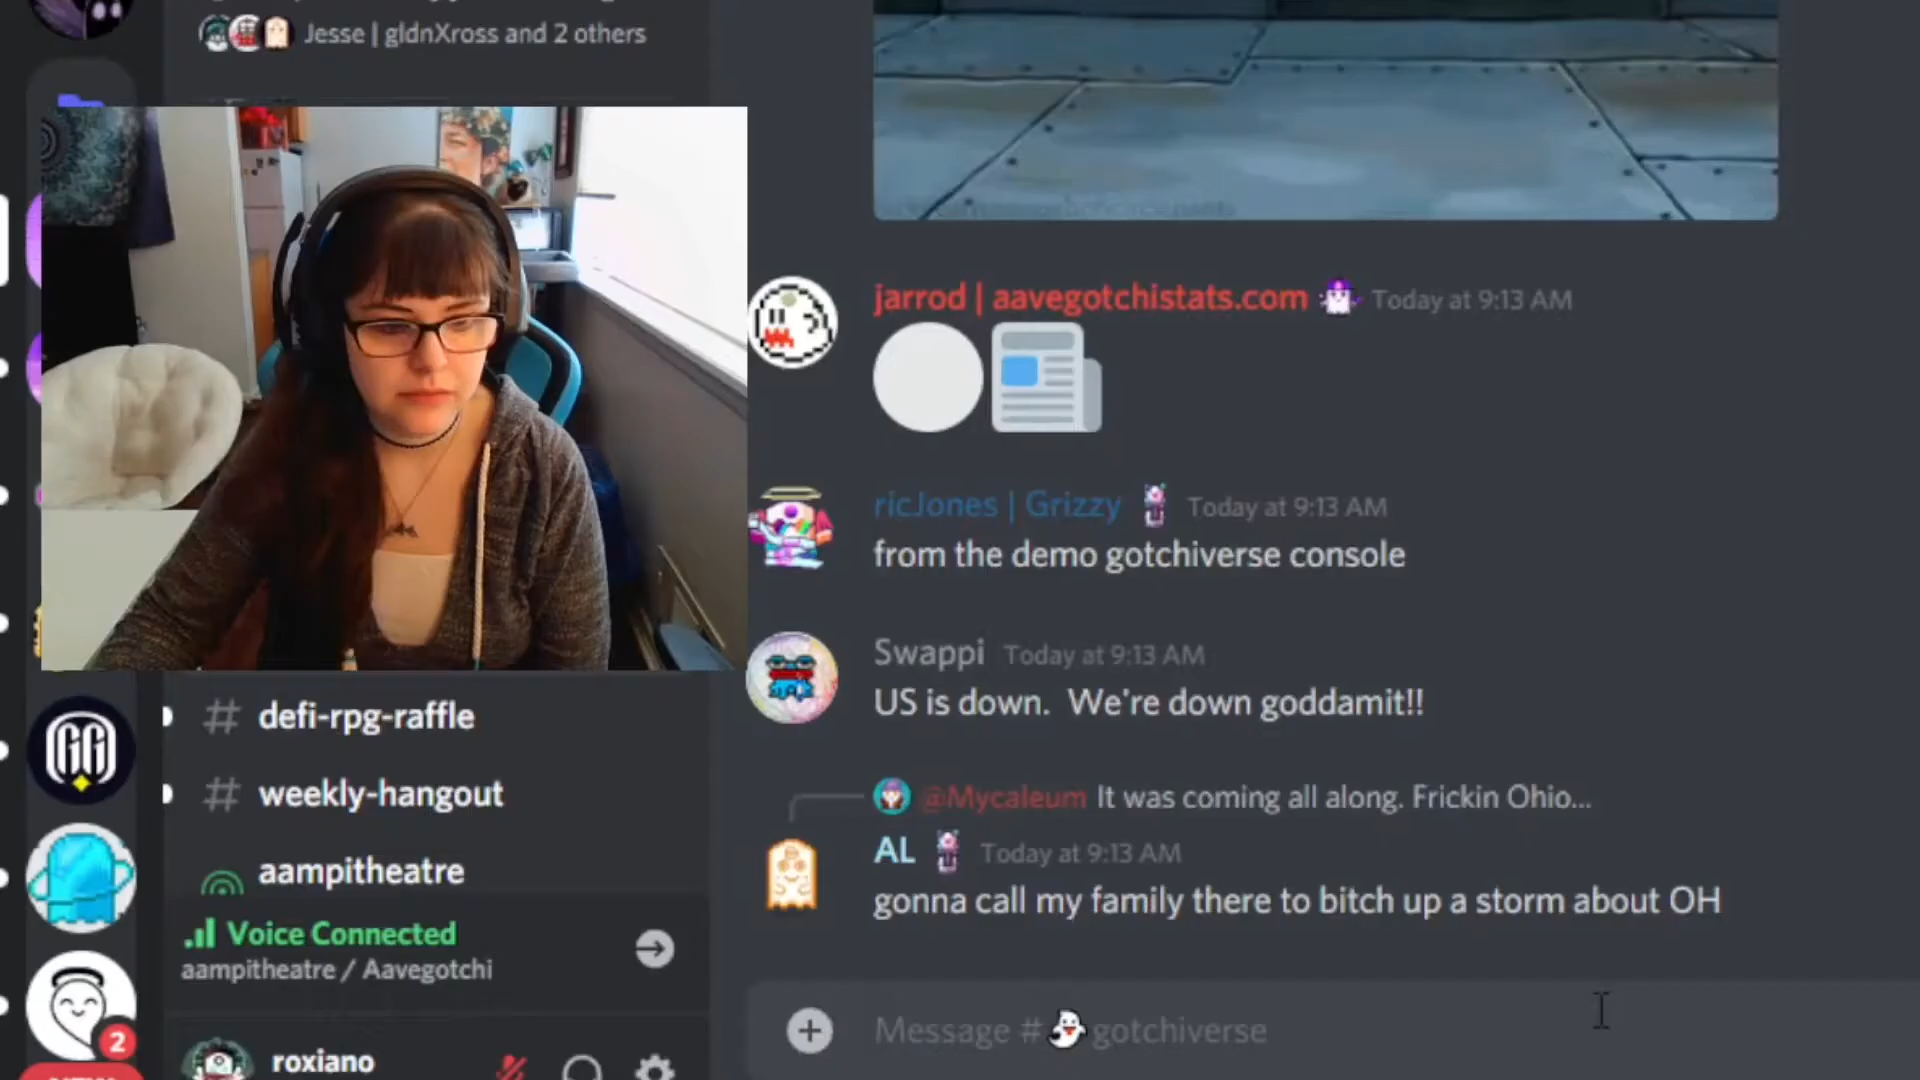 Jesse | gldnXross and 2 others
jarrod | aavegotchistats.com Today at 9:13 AM
ricJones | Grizzy Today at 9:13 AM
from the demo gotchiverse console
Swappi Today at 9:13 AM
US is down. We're down goddamit!!
@Mycaleum It was coming all along. Frickin Ohio...
AL Today at 9:13 AM
gonna call my family there to bitch up a storm about OH
Message # gotchiverse
# defi-rpg-raffle
# weekly-hangout
aampitheatre
Voice Connected
aampitheatre / Aavegotchi
2
roxiano